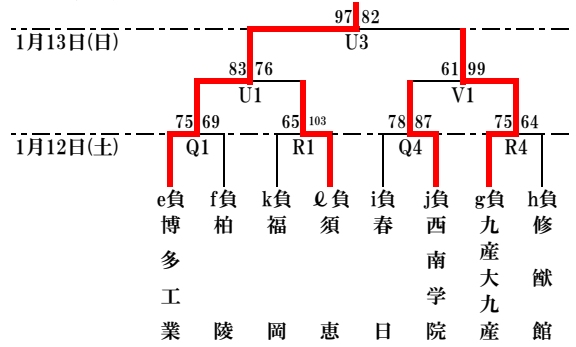 97 82
1月13日(日) U3
83 76 61 99
U1 V1
75 69 65 103 78 87 75 64
1月12日(土) Q1 R1 Q4 R4
e負 f負 k負 ℓ負 i負 j負 g負 h負
博多工業 柏陵 福岡 須恵 春日 西南学院 九産大九産 修猷館